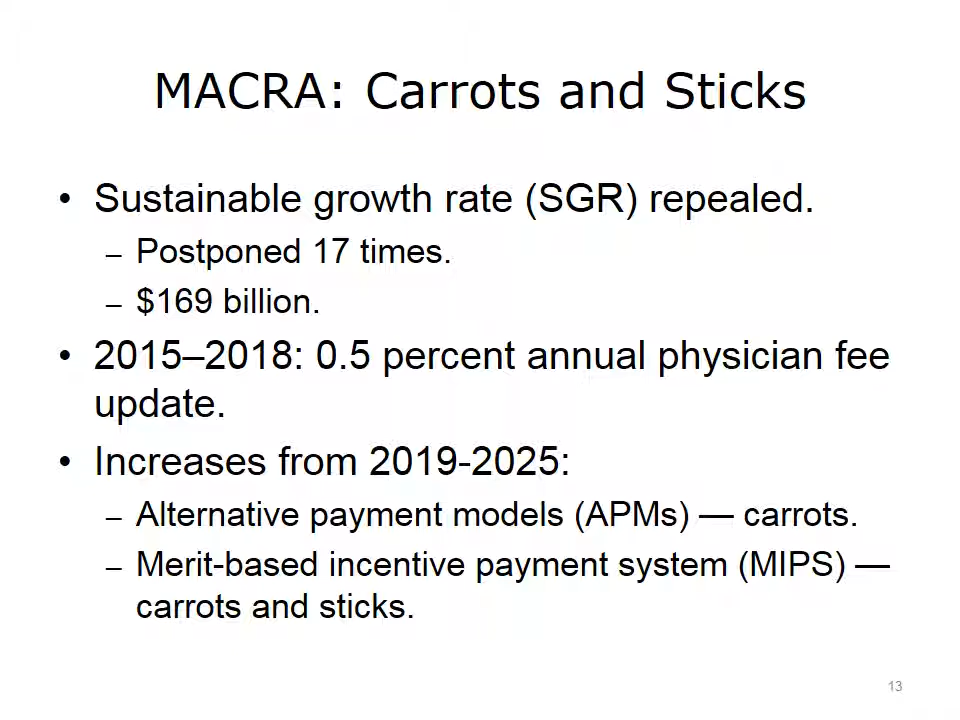 MACRA: Carrots and Sticks
• Sustainable growth rate (SGR) repealed.
– Postponed 17 times.
– $169 billion.
• 2015–2018: 0.5 percent annual physician fee
update.
• Increases from 2019-2025:
– Alternative payment models (APMs) — carrots.
– Merit-based incentive payment system (MIPS) —
carrots and sticks.
13